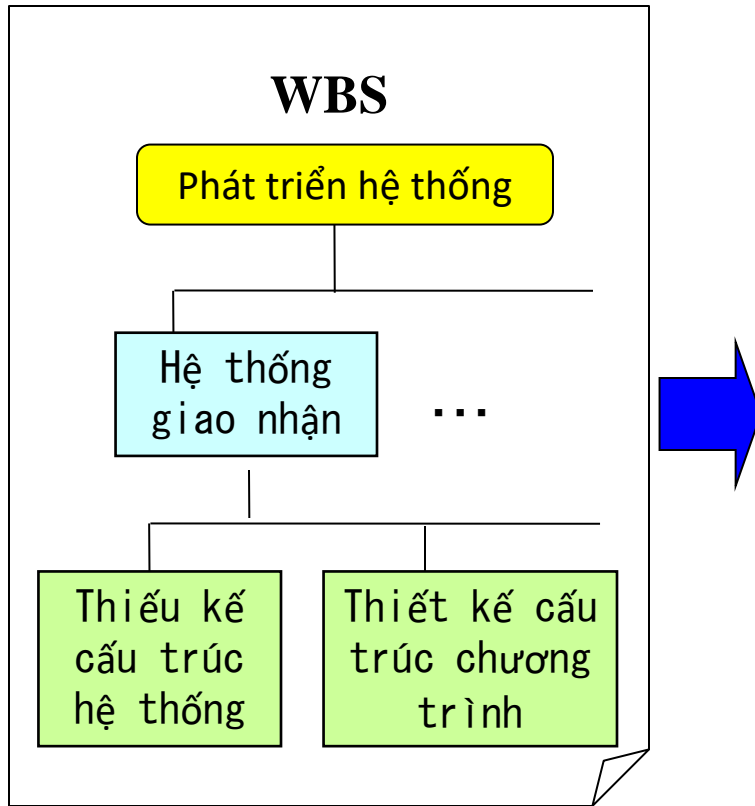 WBS
Phát triển hệ thống
Hệ thống
giao nhận
...
Thiếu kế
cấu trúc
hệ thống
Thiết kế cấu
trúc chương
trình